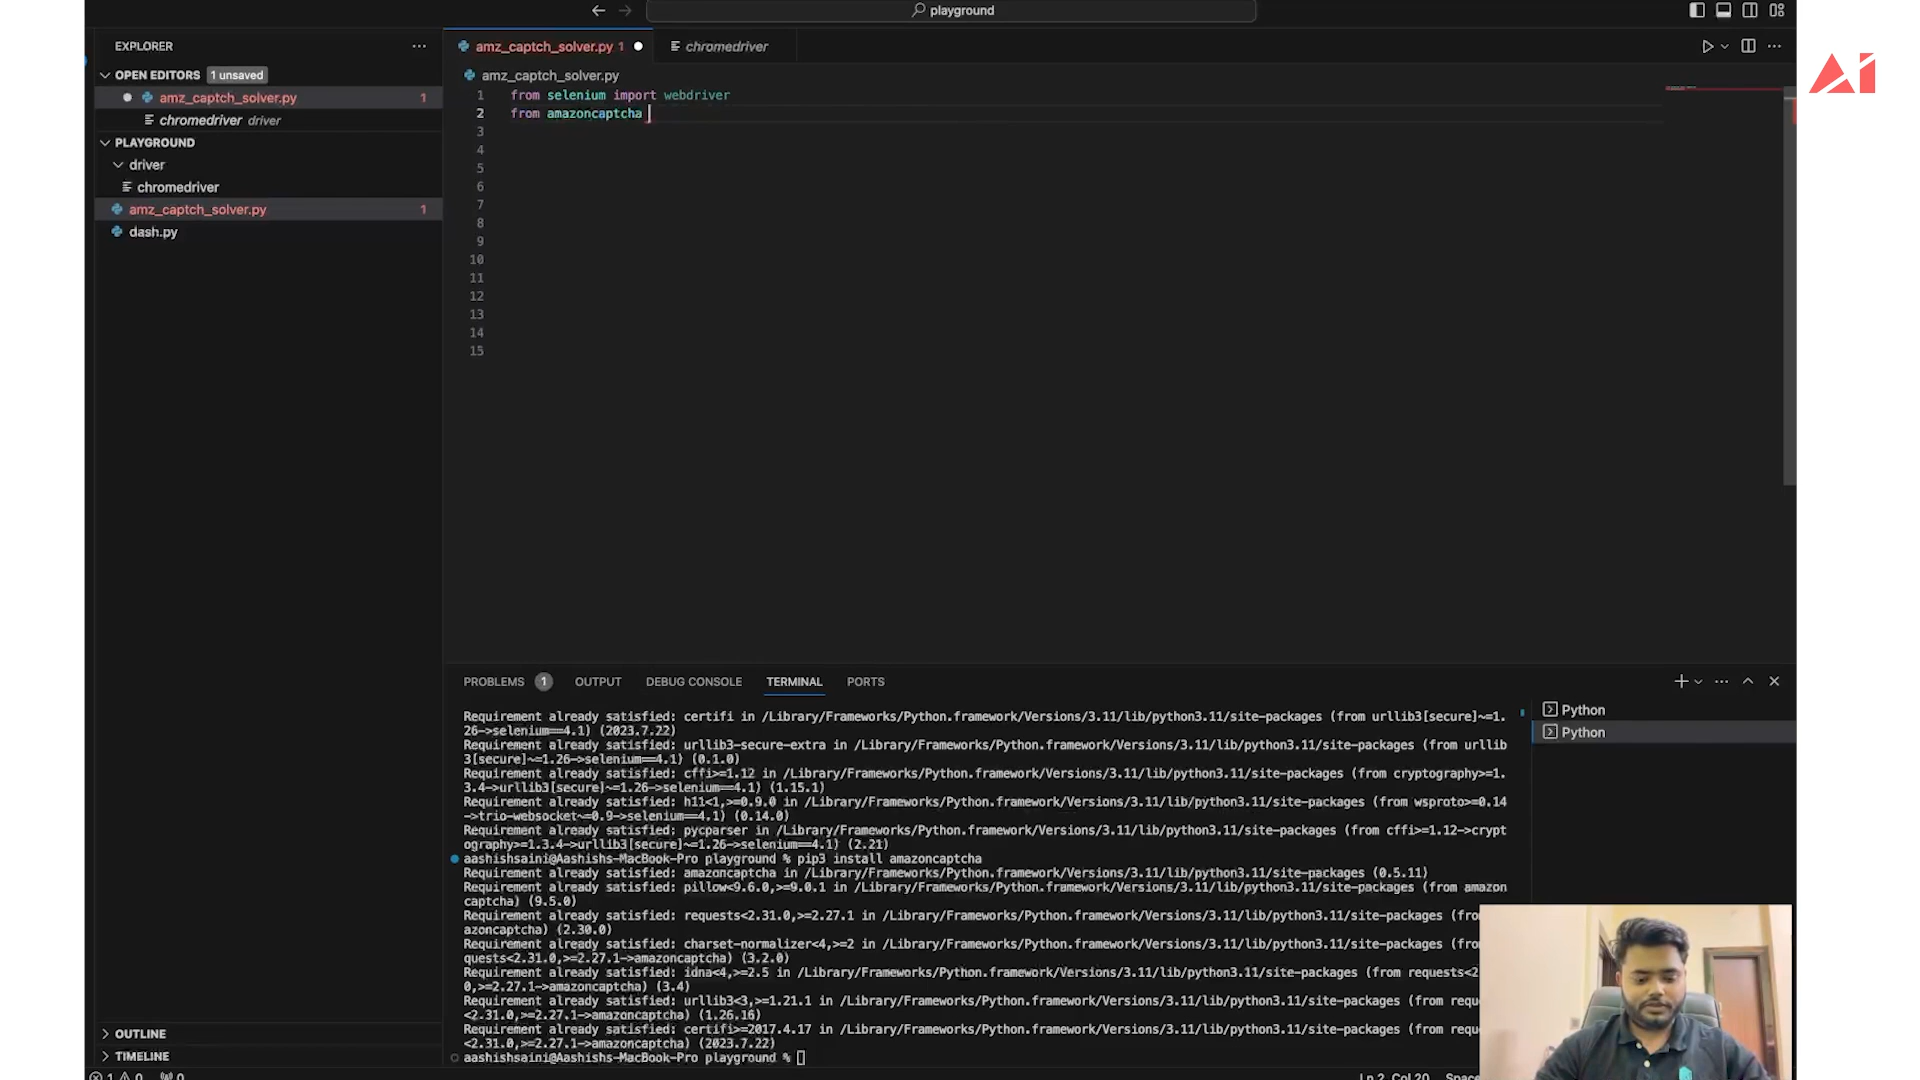 playground
EXPLORER
OPEN EDITORS 1 unsaved
amz_captch_solver.py 1
chromedriver driver
PLAYGROUND
driver
chromedriver
amz_captch_solver.py 1
dash.py
OUTLINE
TIMELINE
amz_captch_solver.py 1
chromedriver
amz_captch_solver.py
1 from selenium import webdriver
2 from amazoncaptcha
3
4
5
6
7
8
9
10
11
12
13
14
15
PROBLEMS 1 OUTPUT DEBUG CONSOLE TERMINAL PORTS
Requirement already satisfied: certifi in /Library/Frameworks/Python.framework/Versions/3.11/lib/python3.11/site-packages (from urllib3[secure]~=1.
26->selenium==4.1) (2023.7.22)
Requirement already satisfied: urllib3-secure-extra in /Library/Frameworks/Python.framework/Versions/3.11/lib/python3.11/site-packages (from urllib
3[secure]~=1.26->selenium==4.1) (0.1.0)
Requirement already satisfied: cffi>=1.12 in /Library/Frameworks/Python.framework/Versions/3.11/lib/python3.11/site-packages (from cryptography>=1.
3.4->urllib3[secure]~=1.26->selenium==4.1) (1.15.1)
Requirement already satisfied: h11<1,>=0.9.0 in /Library/Frameworks/Python.framework/Versions/3.11/lib/python3.11/site-packages (from wsproto>=0.14
->trio-websocket~=0.9->selenium==4.1) (0.14.0)
Requirement already satisfied: pycparser in /Library/Frameworks/Python.framework/Versions/3.11/lib/python3.11/site-packages (from cffi>=1.12->crypt
ography>=1.3.4->urllib3[secure]~=1.26->selenium==4.1) (2.21)
aashishsaini@Aashishs-MacBook-Pro playground % pip3 install amazoncaptcha
Requirement already satisfied: amazoncaptcha in /Library/Frameworks/Python.framework/Versions/3.11/lib/python3.11/site-packages (0.5.11)
Requirement already satisfied: pillow<9.6.0,>=9.0.1 in /Library/Frameworks/Python.framework/Versions/3.11/lib/python3.11/site-packages (from amazon
captcha) (9.5.0)
Requirement already satisfied: requests<2.31.0,>=2.27.1 in /Library/Frameworks/Python.framework/Versions/3.11/lib/python3.11/site-packages (fro
azoncaptcha) (2.30.0)
Requirement already satisfied: charset-normalizer<4,>=2 in /Library/Frameworks/Python.framework/Versions/3.11/lib/python3.11/site-packages (fro
quests<2.31.0,>=2.27.1->amazoncaptcha) (3.2.0)
Requirement already satisfied: idna<4,>=2.5 in /Library/Frameworks/Python.framework/Versions/3.11/lib/python3.11/site-packages (from requests<2
0,>=2.27.1->amazoncaptcha) (3.4)
Requirement already satisfied: urllib3<3,>=1.21.1 in /Library/Frameworks/Python.framework/Versions/3.11/lib/python3.11/site-packages (from requ
<2.31.0,>=2.27.1->amazoncaptcha) (1.26.16)
Requirement already satisfied: certifi>=2017.4.17 in /Library/Frameworks/Python.framework/Versions/3.11/lib/python3.11/site-packages (from requ
<2.31.0,>=2.27.1->amazoncaptcha) (2023.7.22)
aashishsaini@Aashishs-MacBook-Pro playground %
Python
Python
Ln 2, Col 20 Space
Ai